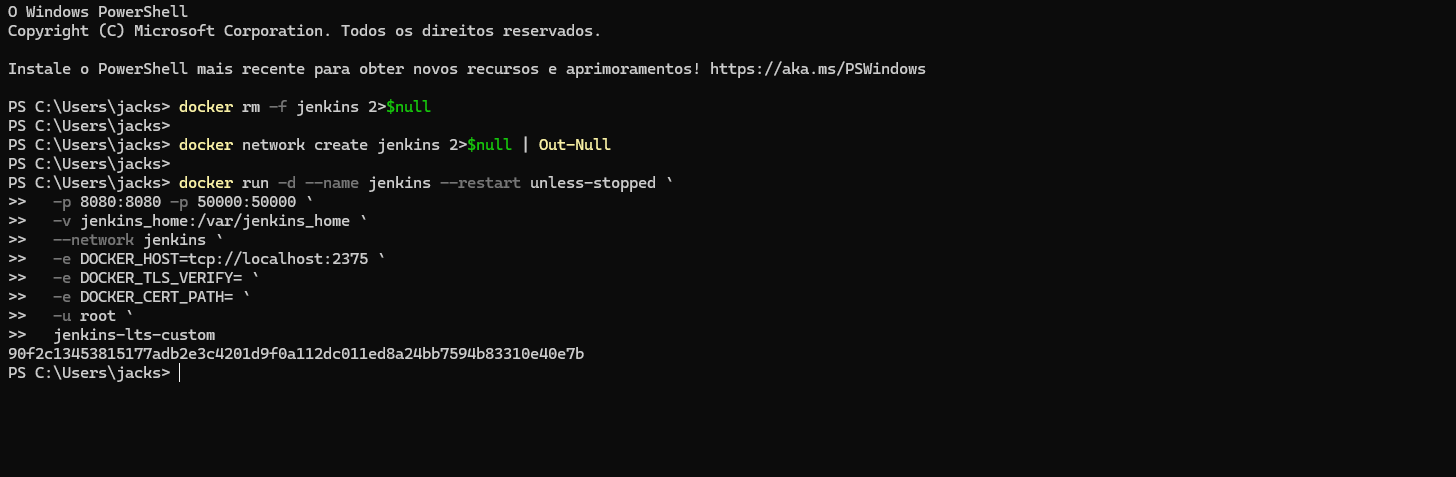 O Windows PowerShell
Copyright (C) Microsoft Corporation. Todos os direitos reservados.
Instale o PowerShell mais recente para obter novos recursos e aprimoramentos! https://aka.ms/PSWindows
PS C:\Users\jacks> docker rm -f jenkins 2>$null
PS C:\Users\jacks>
PS C:\Users\jacks> docker network create jenkins 2>$null | Out-Null
PS C:\Users\jacks>
PS C:\Users\jacks> docker run -d --name jenkins --restart unless-stopped `
>>   -p 8080:8080 -p 50000:50000 `
>>   -v jenkins_home:/var/jenkins_home `
>>   --network jenkins `
>>   -e DOCKER_HOST=tcp://localhost:2375 `
>>   -e DOCKER_TLS_VERIFY= `
>>   -e DOCKER_CERT_PATH= `
>>   -u root `
>>   jenkins-lts-custom
90f2c13453815177adb2e3c4201d9f0a112dc011ed8a24bb7594b83310e40e7b
PS C:\Users\jacks>